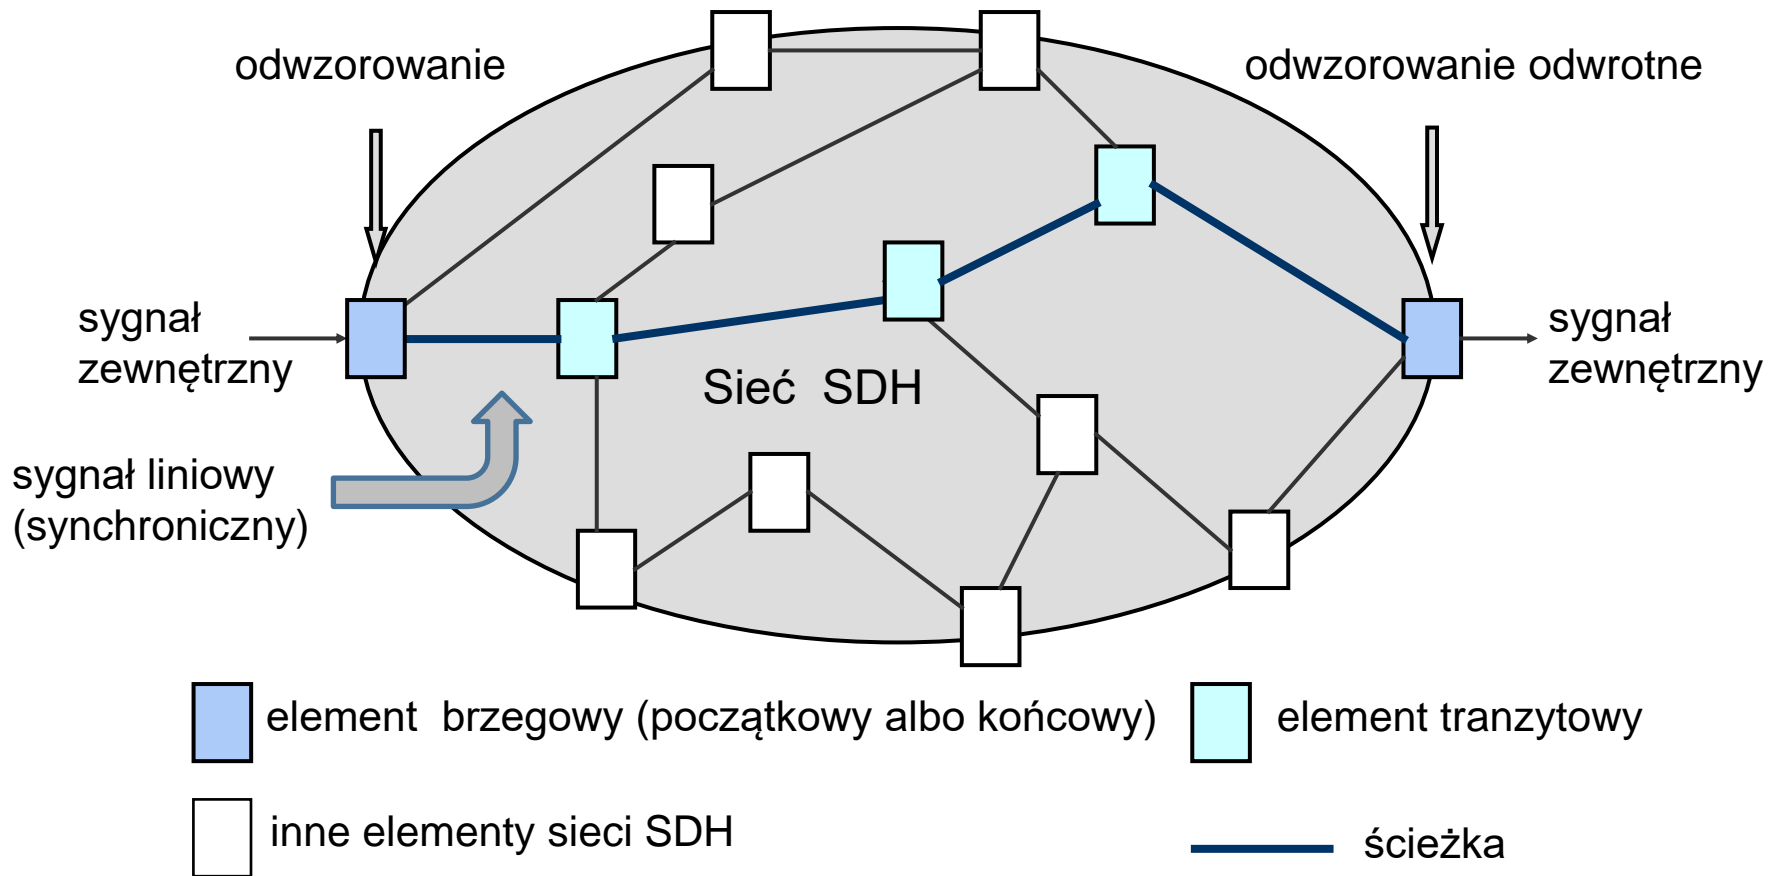 odwzorowanie
odwzorowanie odwrotne
sygnał
zewnętrzny
sygnał
zewnętrzny
Sieć SDH
sygnał liniowy
(synchroniczny)
element brzegowy (początkowy albo końcowy)
element tranzytowy
inne elementy sieci SDH
ścieżka